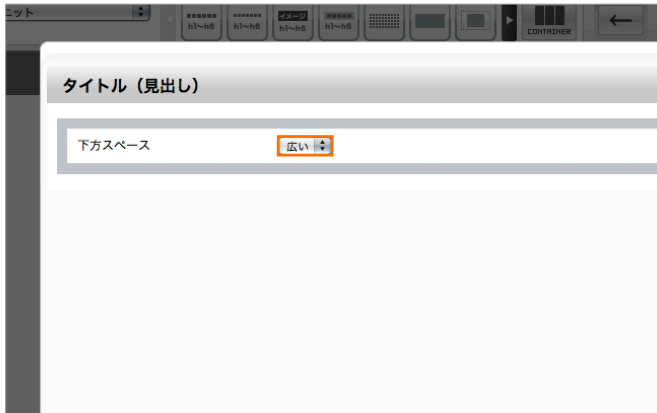 ニット
h1~h6
h1~h6
イメージ
h1~h6
h1~h6
CONTAINER
タイトル（見出し）
下方スペース
広い